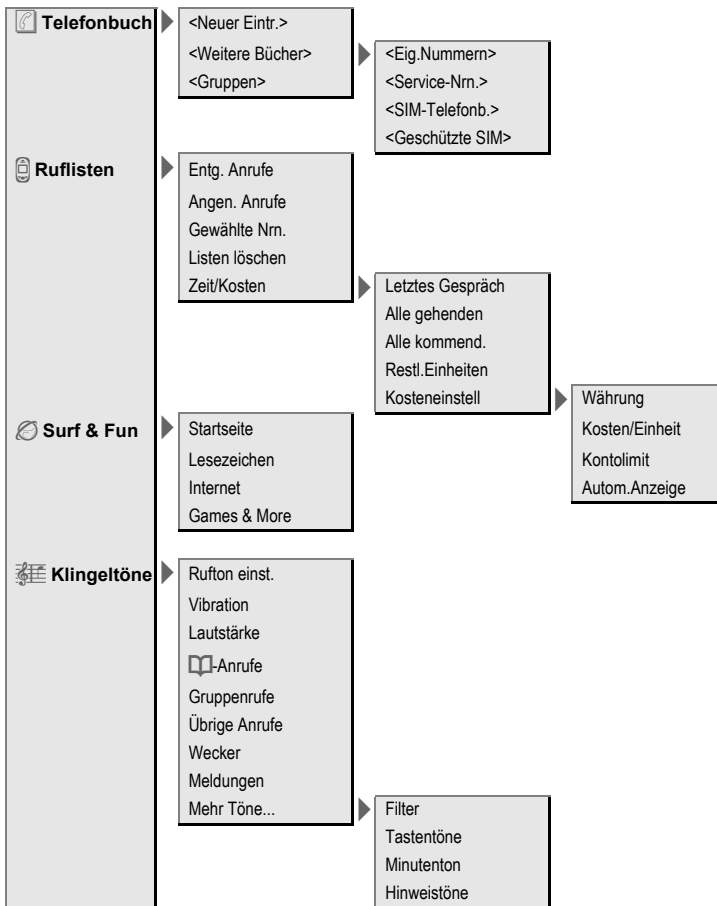 Telefonbuch
<Neuer Eintr.>
<Weitere Bücher>
<Gruppen>
<Eig.Nummern>
<Service-Nrn.>
<SIM-Telefonb.>
<Geschützte SIM>
Ruflisten
Entg. Anrufe
Angen. Anrufe
Gewählte Nrn.
Listen löschen
Zeit/Kosten
Letztes Gespräch
Alle gehenden
Alle kommend.
Restl.Einheiten
Kosteneinstell
Währung
Kosten/Einheit
Kontolimit
Autom.Anzeige
Surf & Fun
Startseite
Lesezeichen
Internet
Games & More
Klingeltöne
Rufton einst.
Vibration
Lautstärke
-Anrufe
Gruppenrufe
Übrige Anrufe
Wecker
Meldungen
Mehr Töne...
Filter
Tastentöne
Minutenton
Hinweistöne